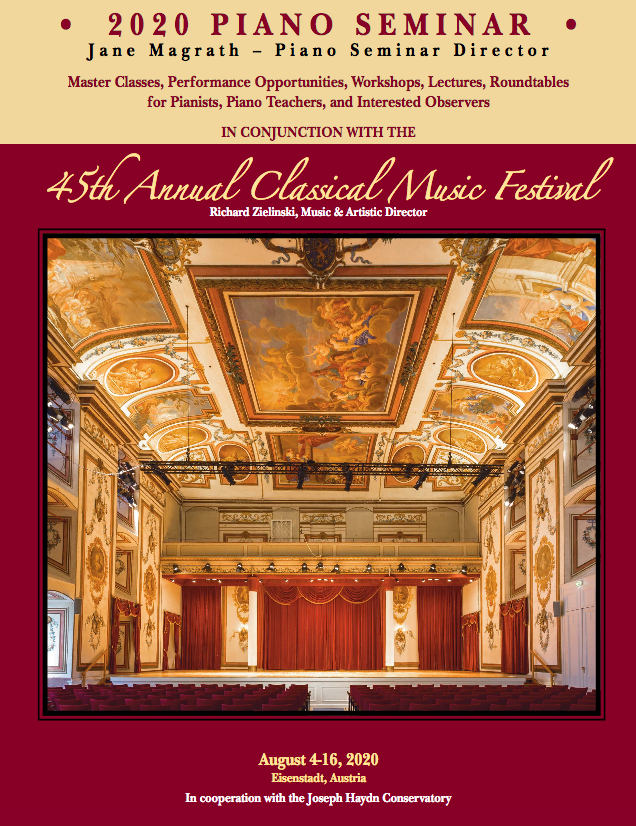 • 2020 PIANO SEMINAR •
Jane Magrath – Piano Seminar Director
Master Classes, Performance Opportunities, Workshops, Lectures, Roundtables
for Pianists, Piano Teachers, and Interested Observers
IN CONJUNCTION WITH THE
45th Annual Classical Music Festival
Richard Zielinski, Music & Artistic Director
August 4-16, 2020
Eisenstadt, Austria
In cooperation with the Joseph Haydn Conservatory